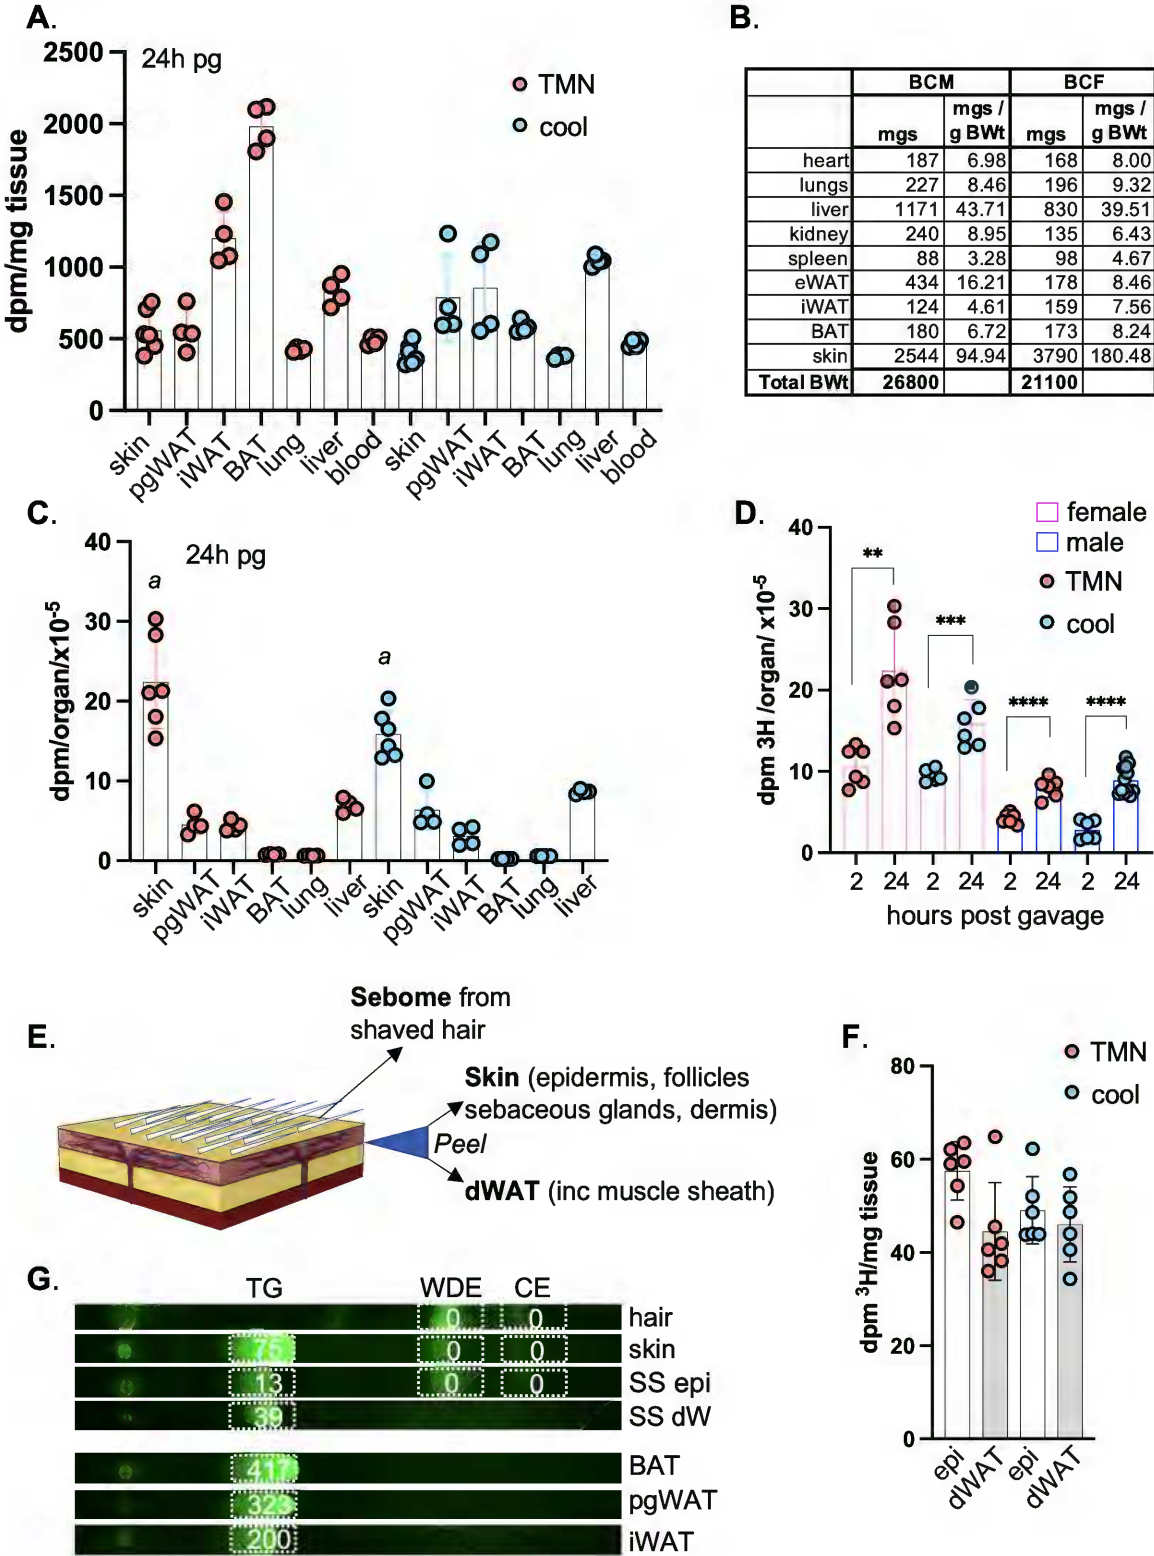 A.
24h pg
TMN
cool
dpm/mg tissue
2500
2000
1500
1000
500
0
skin
pgWAT
iWAT
BAT
lung
liver
blood
skin
pgWAT
iWAT
BAT
lung
liver
blood
B.
BCM BCF
mgs mgs / g BWt mgs mgs / g BWt
heart 187 6.98 168 8.00
lungs 227 8.46 196 9.32
liver 1171 43.71 830 39.51
kidney 240 8.95 135 6.43
spleen 88 3.28 98 4.67
eWAT 434 16.21 178 8.46
iWAT 124 4.61 159 7.56
BAT 180 6.72 173 8.24
skin 2544 94.94 3790 180.48
Total BWt 26800 21100
C.
24h pg
dpm/organ/x10-5
40
30
20
10
0
a
a
skin
pgWAT
iWAT
BAT
lung
liver
skin
pgWAT
iWAT
BAT
lung
liver
D.
female
male
TMN
cool
dpm 3H /organ/ x10-5
40
30
20
10
0
**
***
****
****
2 24 2 24 2 24 2 24
hours post gavage
E.
Sebome from
shaved hair
Skin (epidermis, follicles
sebaceous glands, dermis)
Peel
dWAT (inc muscle sheath)
F.
TMN
cool
dpm 3H/mg tissue
80
60
40
20
0
epi
dWAT
epi
dWAT
G.
TG WDE CE
0 0 hair
75 0 0 skin
13 0 0 SS epi
39 SS dW
417 BAT
323 pgWAT
200 iWAT